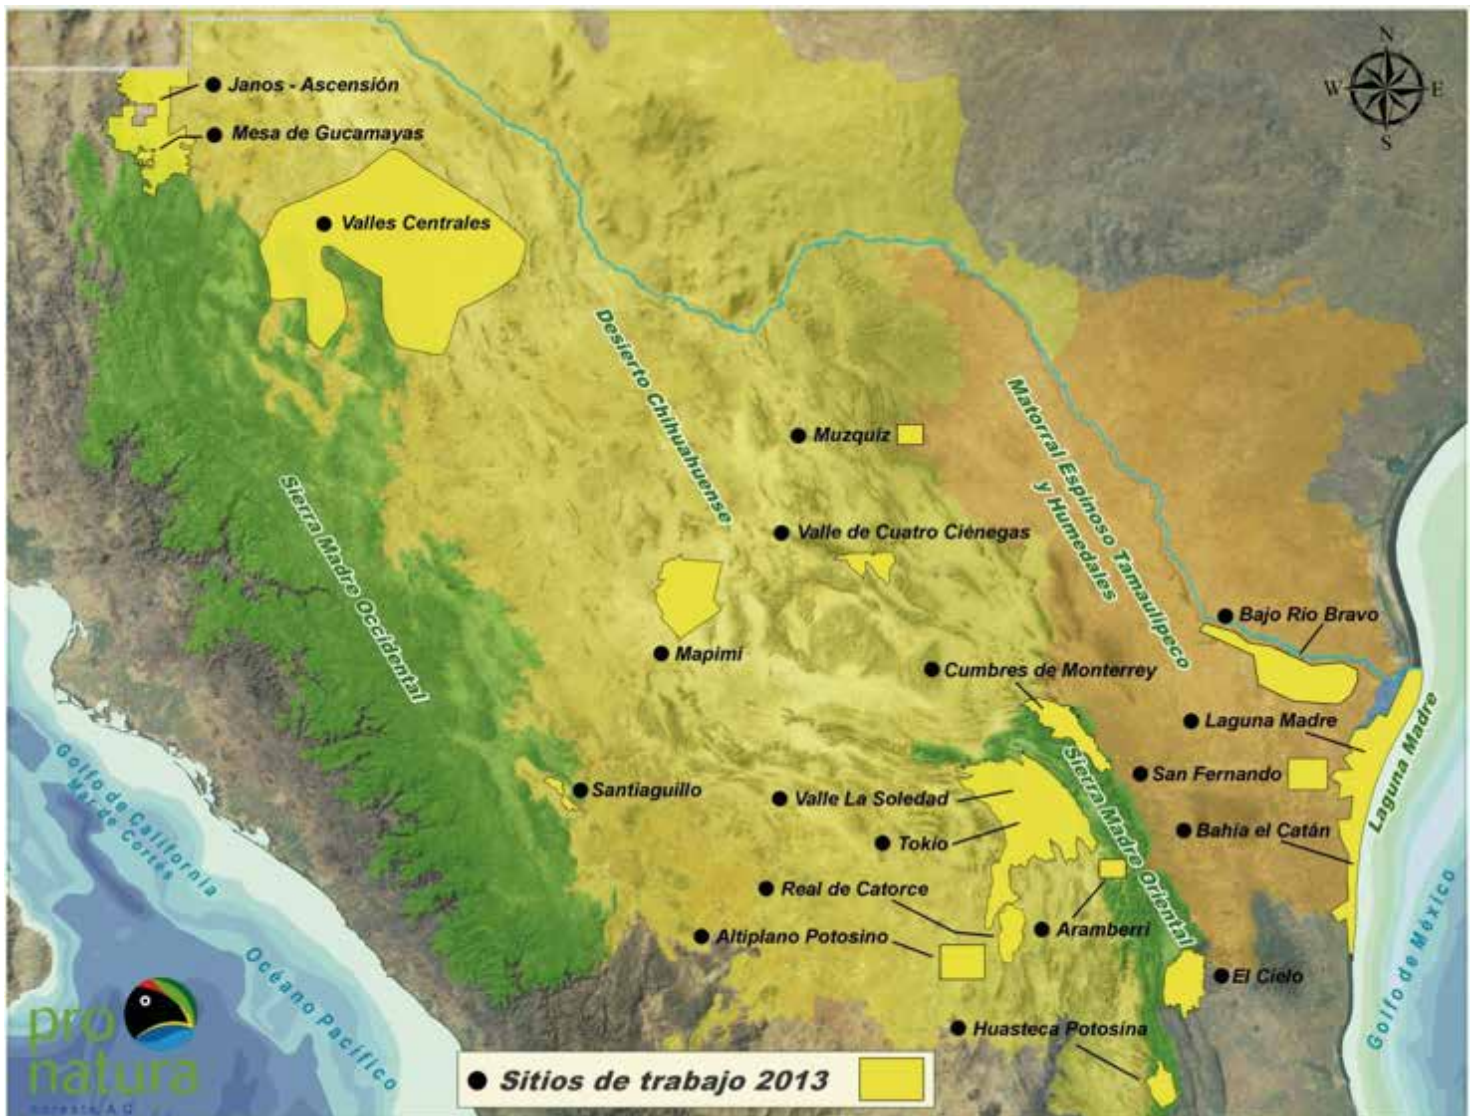 N
W E
S
Janos - Ascensión
Mesa de Gucamayas
Valles Centrales
Desierto Chihuahuense
Matorral Espinoso Tamaulipeco
y Humedales
Muzquíz
Sierra Madre Occidental
Valle de Cuatro Ciénegas
Bajo Río Bravo
Mapimí
Cumbres de Monterrey
Laguna Madre
Laguna Madre
San Fernando
Sierra Madre Oriental
Santiaguillo
Valle La Soledad
Bahía el Catán
Tokio
Real de Catorce
Aramberri
Altiplano Potosino
El Cielo
Huasteca Potosina
Golfo de California
Mar de Cortés
Océano Pacífico
Golfo de México
pro
natura
noreste, A.C.
Sitios de trabajo 2013